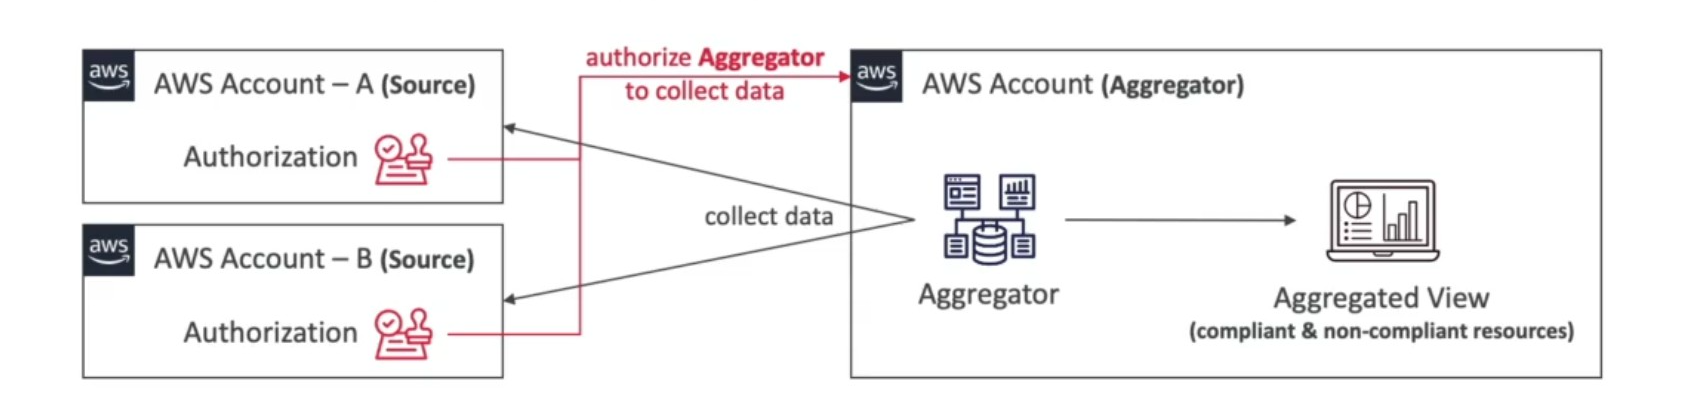 aws
AWS Account – A (Source)
Authorization
aws
AWS Account – B (Source)
Authorization
authorize Aggregator
to collect data
collect data
aws
AWS Account (Aggregator)
Aggregator
Aggregated View
(compliant & non-compliant resources)